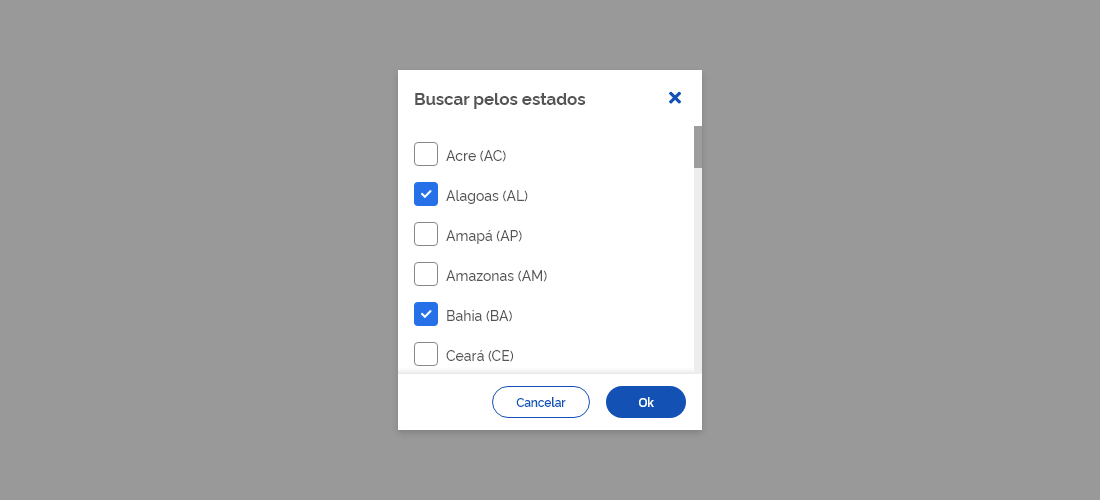 Buscar pelos estados
Acre (AC)
Alagoas (AL)
Amapá (AP)
Amazonas (AM)
Bahia (BA)
Ceará (CE)
Cancelar Ok